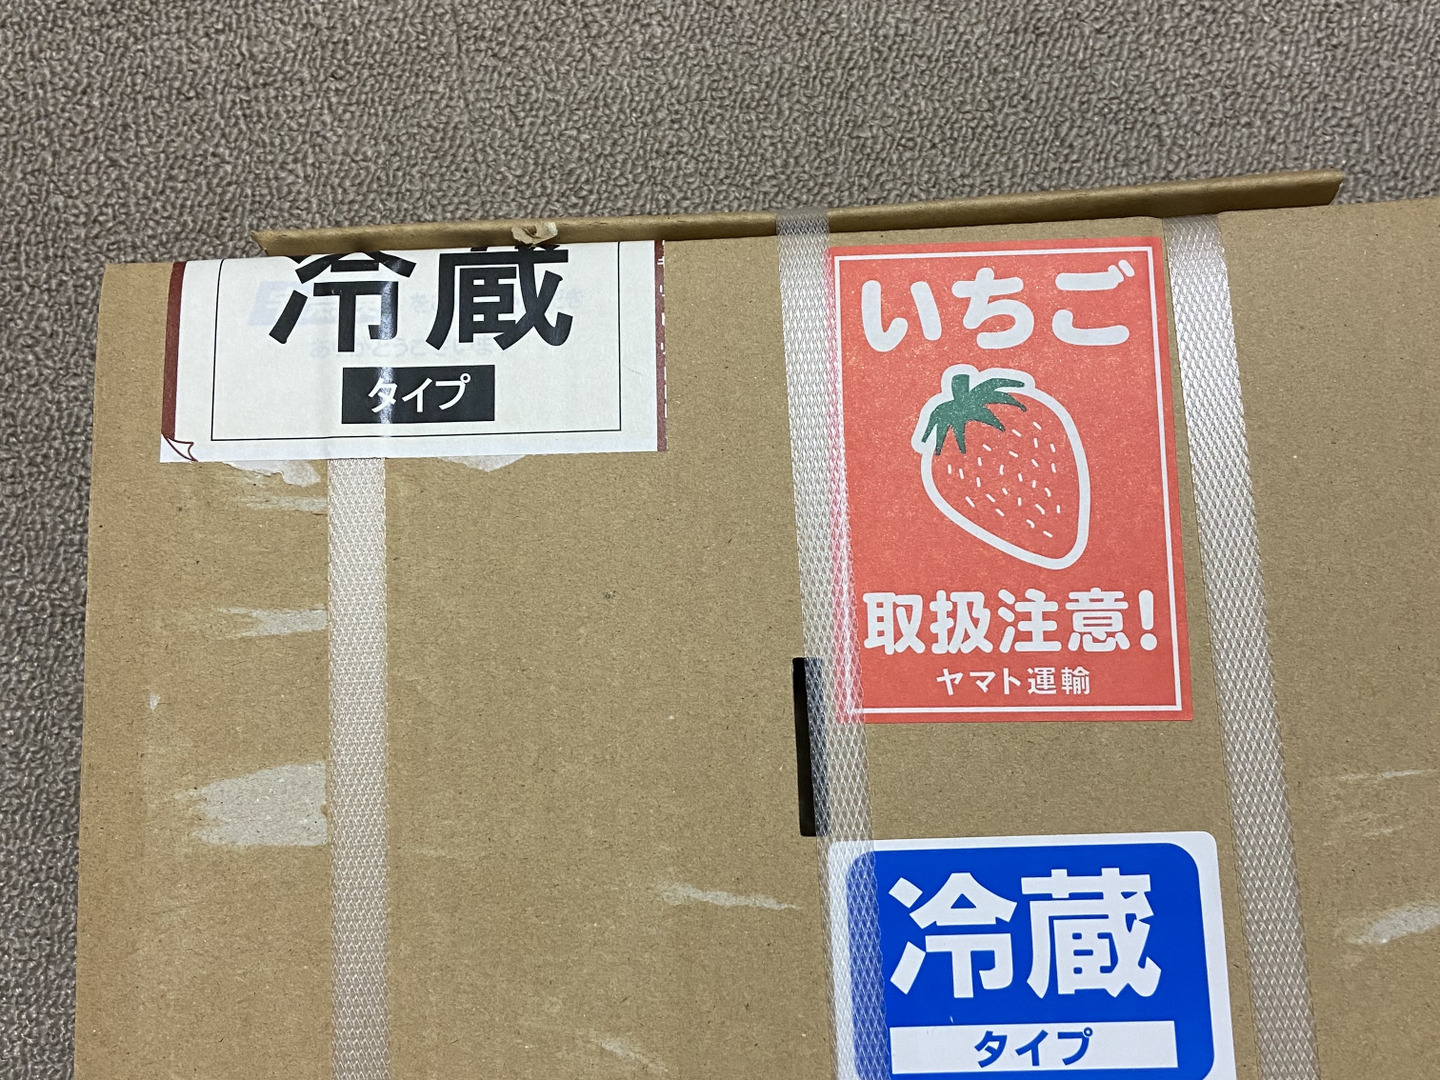 冷蔵
タイプ
いちご
取扱注意!
ヤマト運輸
冷蔵
タイプ